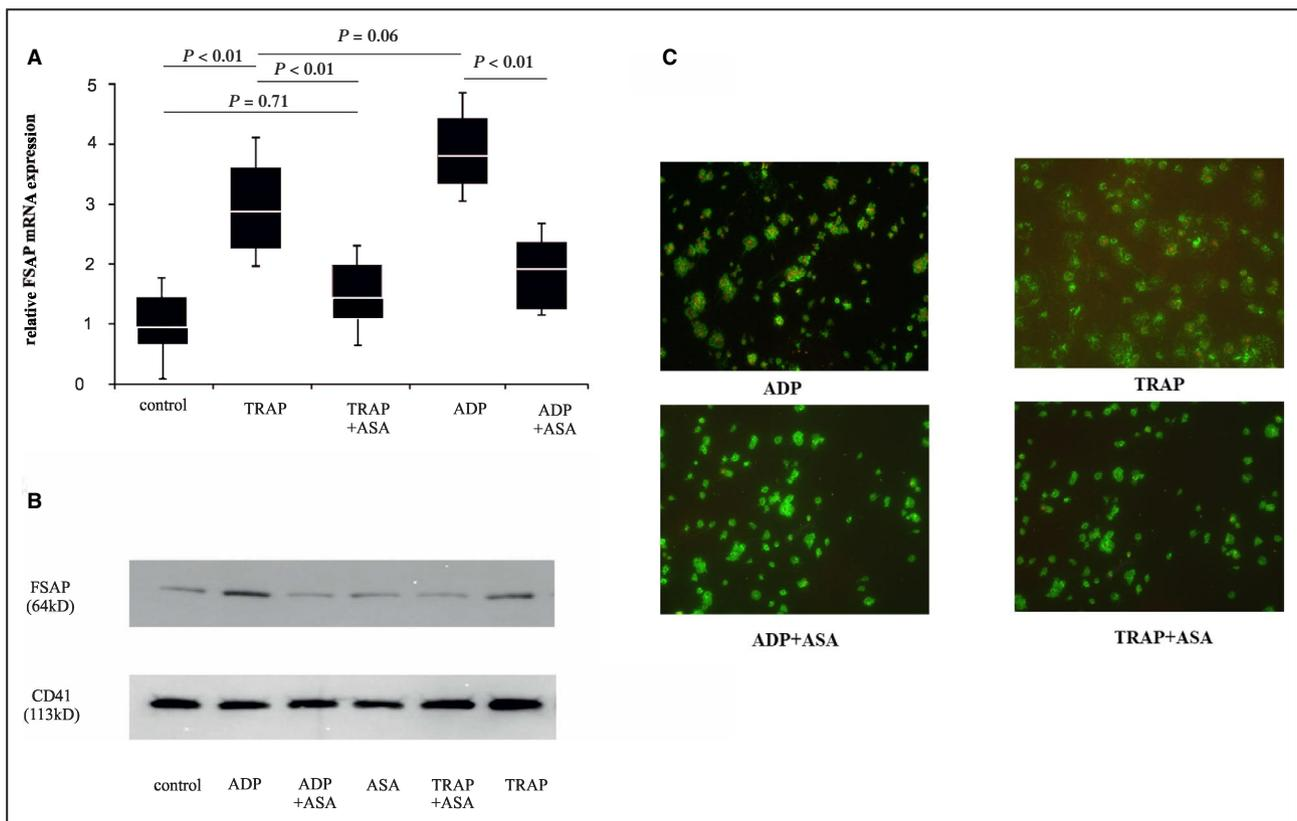 A
P = 0.06
P < 0.01
P < 0.01
P < 0.01
P = 0.71
relative FSAP mRNA expression
5
4
3
2
1
0
control
TRAP
TRAP
+ASA
ADP
ADP
+ASA
B
FSAP
(64kD)
CD41
(113kD)
control
ADP
ADP
+ASA
ASA
TRAP
+ASA
TRAP
C
ADP
TRAP
ADP+ASA
TRAP+ASA